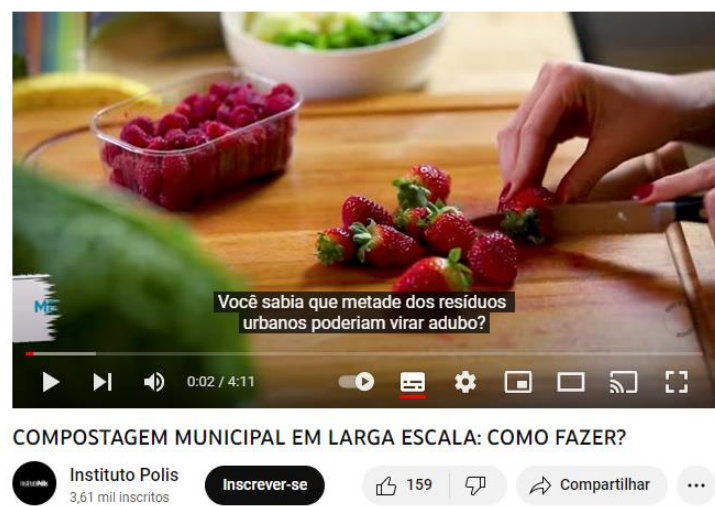 Você sabia que metade dos resíduos
urbanos poderiam virar adubo?
0:02 / 4:11
COMPOSTAGEM MUNICIPAL EM LARGA ESCALA: COMO FAZER?
Instituto Polis
3,61 mil inscritos
Inscrever-se
159
Compartilhar